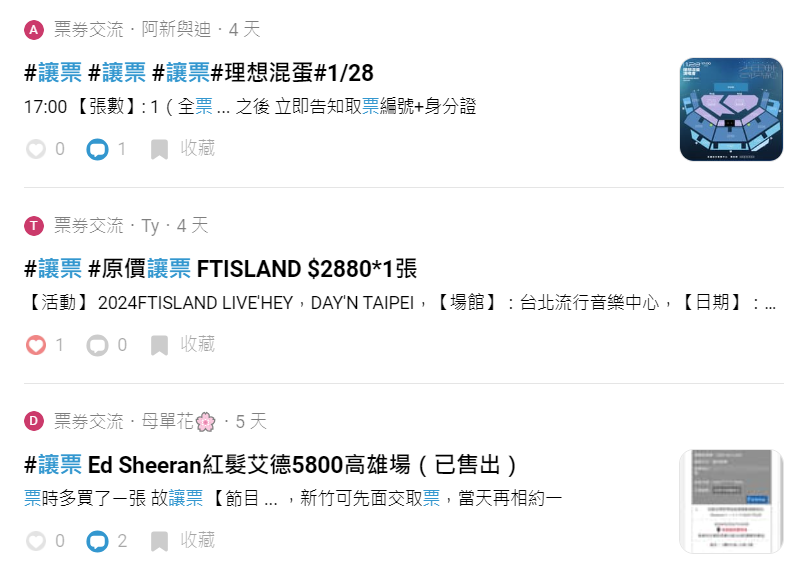 A 票券交流・阿新與迪・4 天
#讓票 #讓票 #讓票#理想混蛋#1/28
17:00 【張數】: 1（全票 ... 之後 立即告知取票編號+身分證
0 1 收藏
T 票券交流・Ty・4 天
#讓票 #原價讓票 FTISLAND $2880*1張
【活動】 2024FTISLAND LIVE'HEY，DAY'N TAIPEI，【場館】：台北流行音樂中心，【日期】：...
1 0 收藏
D 票券交流・母單花🌸・5 天
#讓票 Ed Sheeran紅髮艾德5800高雄場（已售出）
票時多買了一張 故讓票 【節目 ... ，新竹可先面交取票，當天再相約一
0 2 收藏